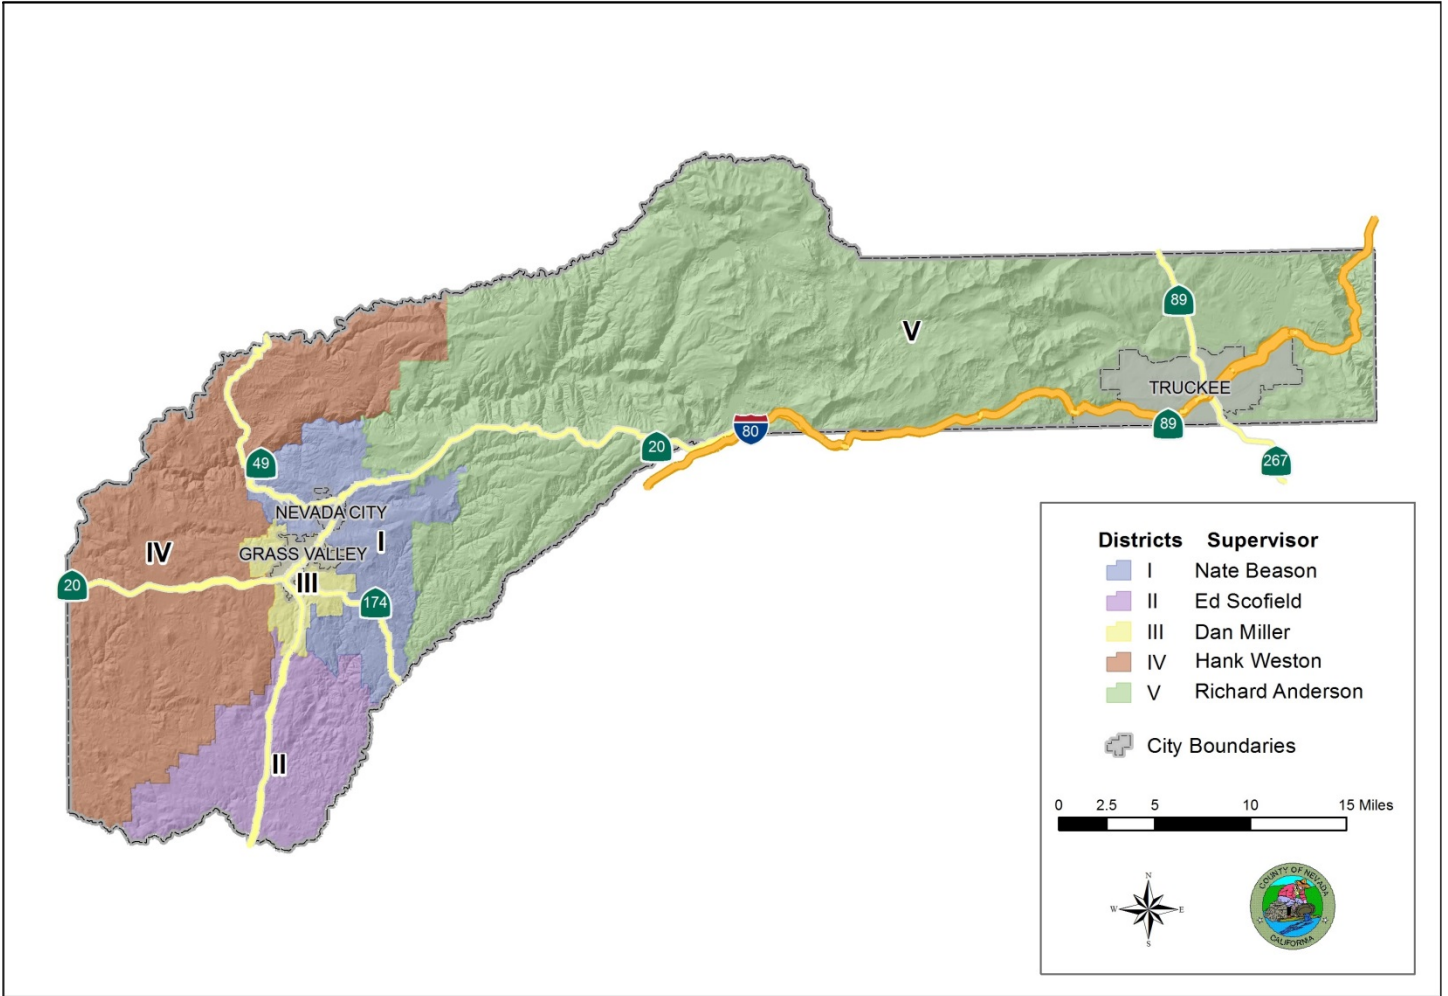 V
89
TRUCKEE
80
89
20
267
49
NEVADA CITY
I
IV
GRASS VALLEY
III
20
174
II
Districts Supervisor
I Nate Beason
II Ed Scofield
III Dan Miller
IV Hank Weston
V Richard Anderson
City Boundaries
0 2.5 5 10 15 Miles
N
W E
S
COUNTY OF NEVADA
CALIFORNIA